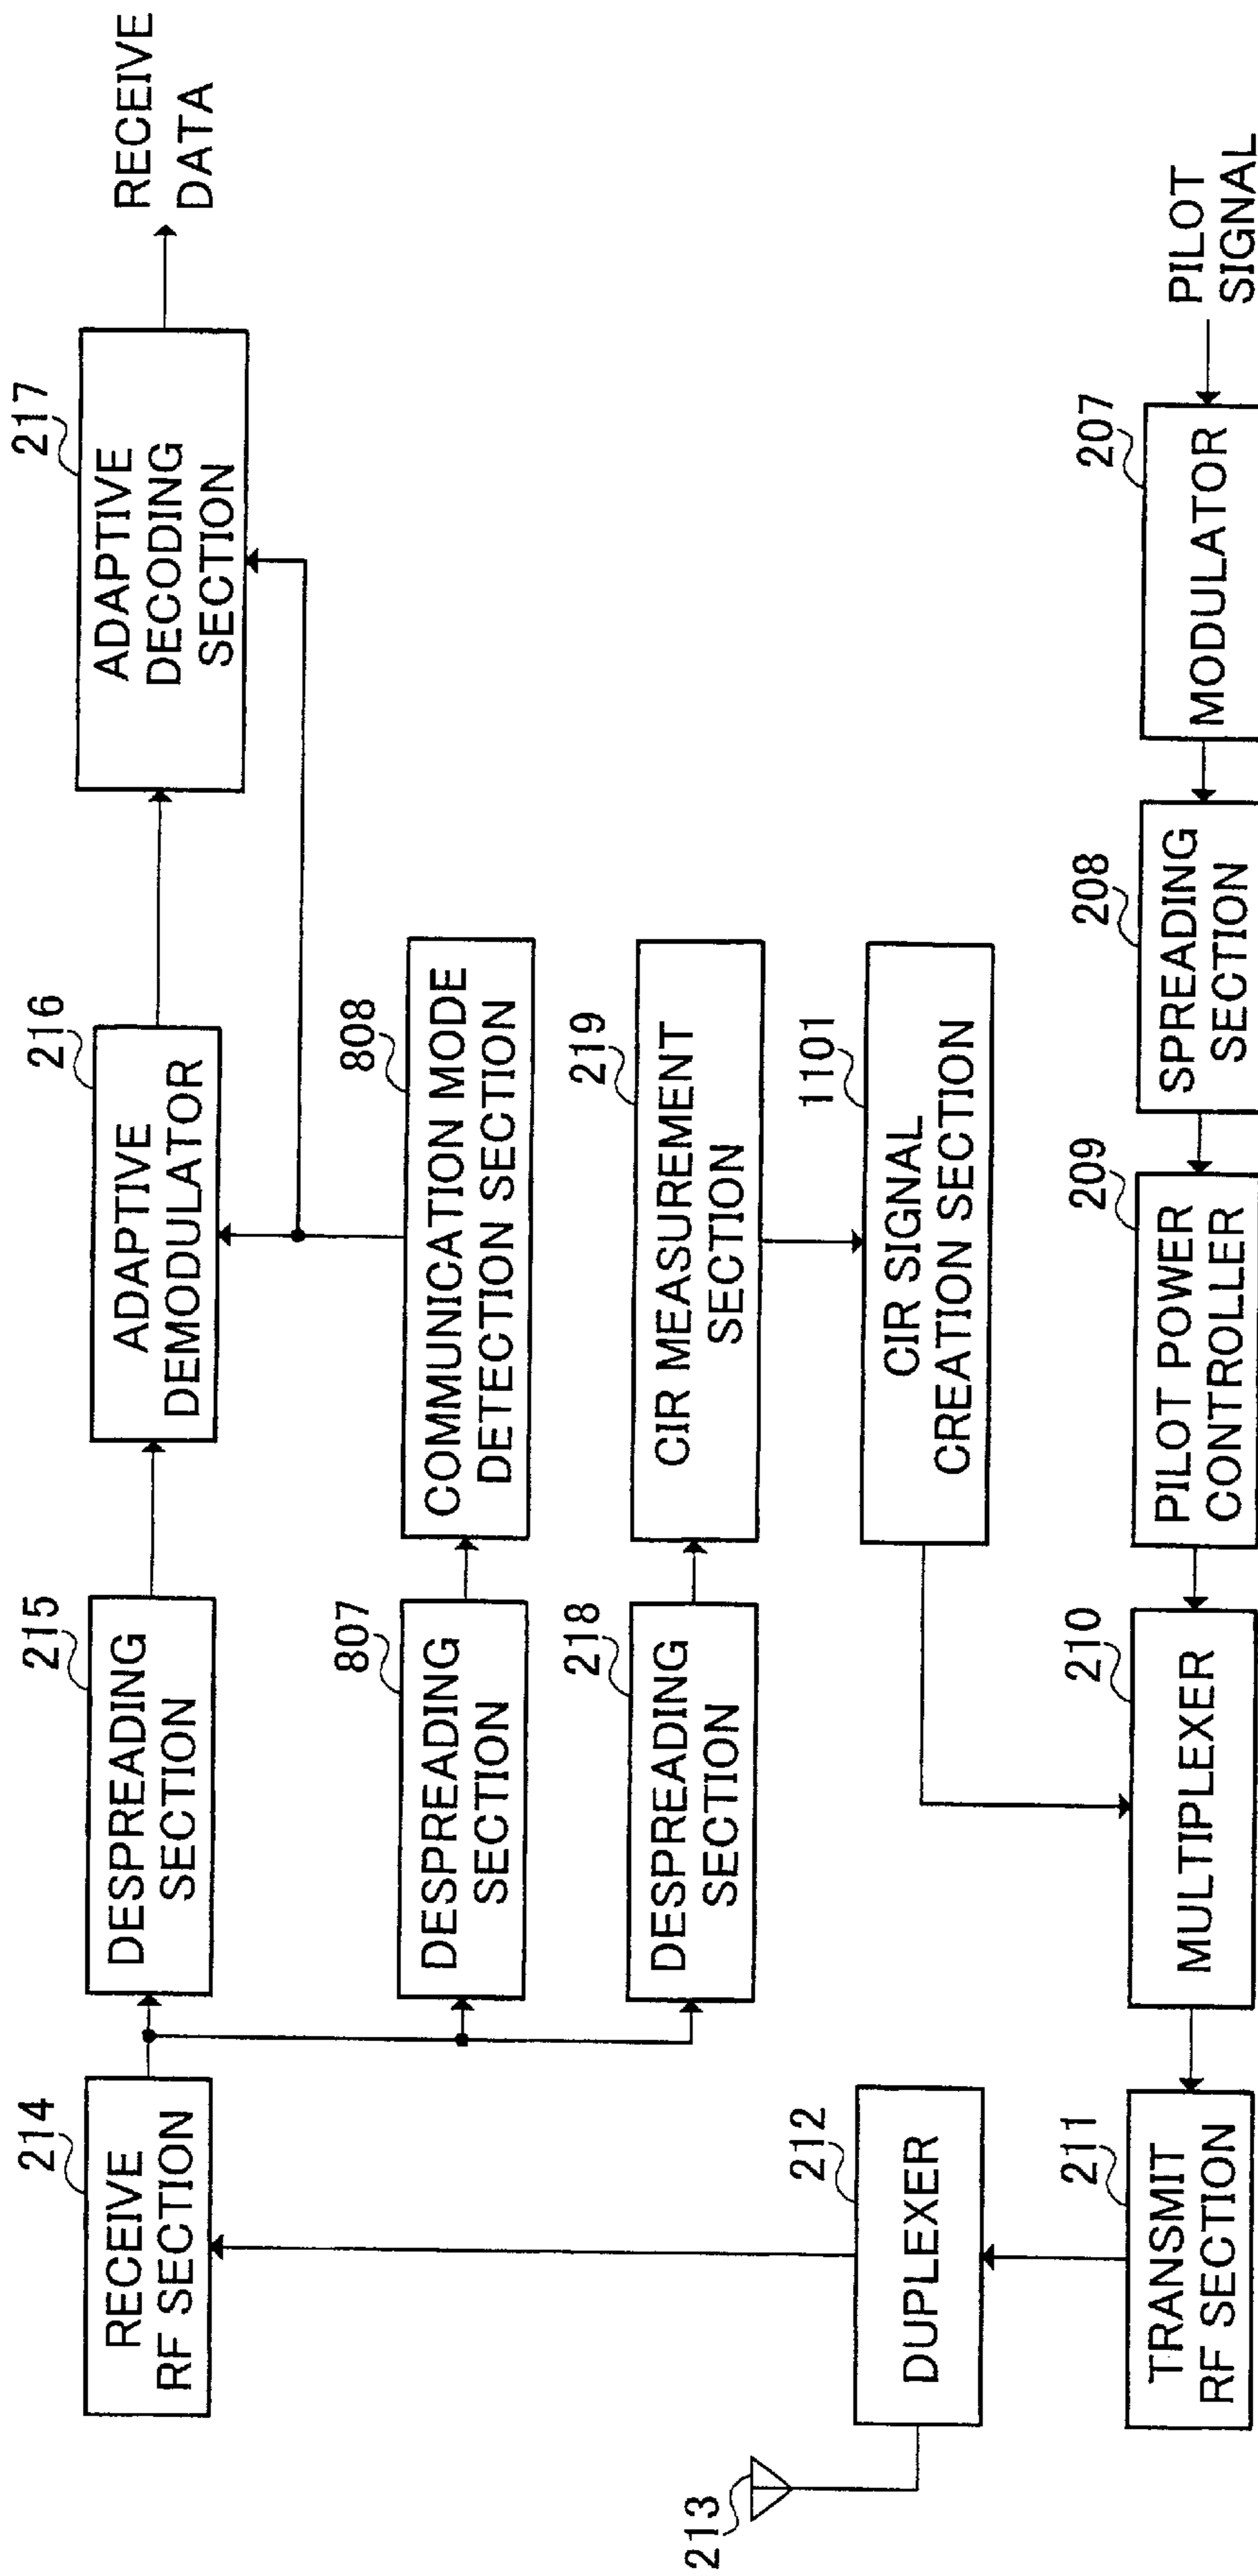 214
RECEIVE
RF SECTION
215
DESPREADING
SECTION
216
ADAPTIVE
DEMODULATOR
217
ADAPTIVE
DECODING
SECTION
RECEIVE
DATA
807
DESPREADING
SECTION
808
COMMUNICATION MODE
DETECTION SECTION
218
DESPREADING
SECTION
219
CIR MEASUREMENT
SECTION
213
212
DUPLEXER
1101
CIR SIGNAL
CREATION SECTION
211
TRANSMIT
RF SECTION
210
MULTIPLEXER
209
PILOT POWER
CONTROLLER
208
SPREADING
SECTION
207
MODULATOR
PILOT
SIGNAL